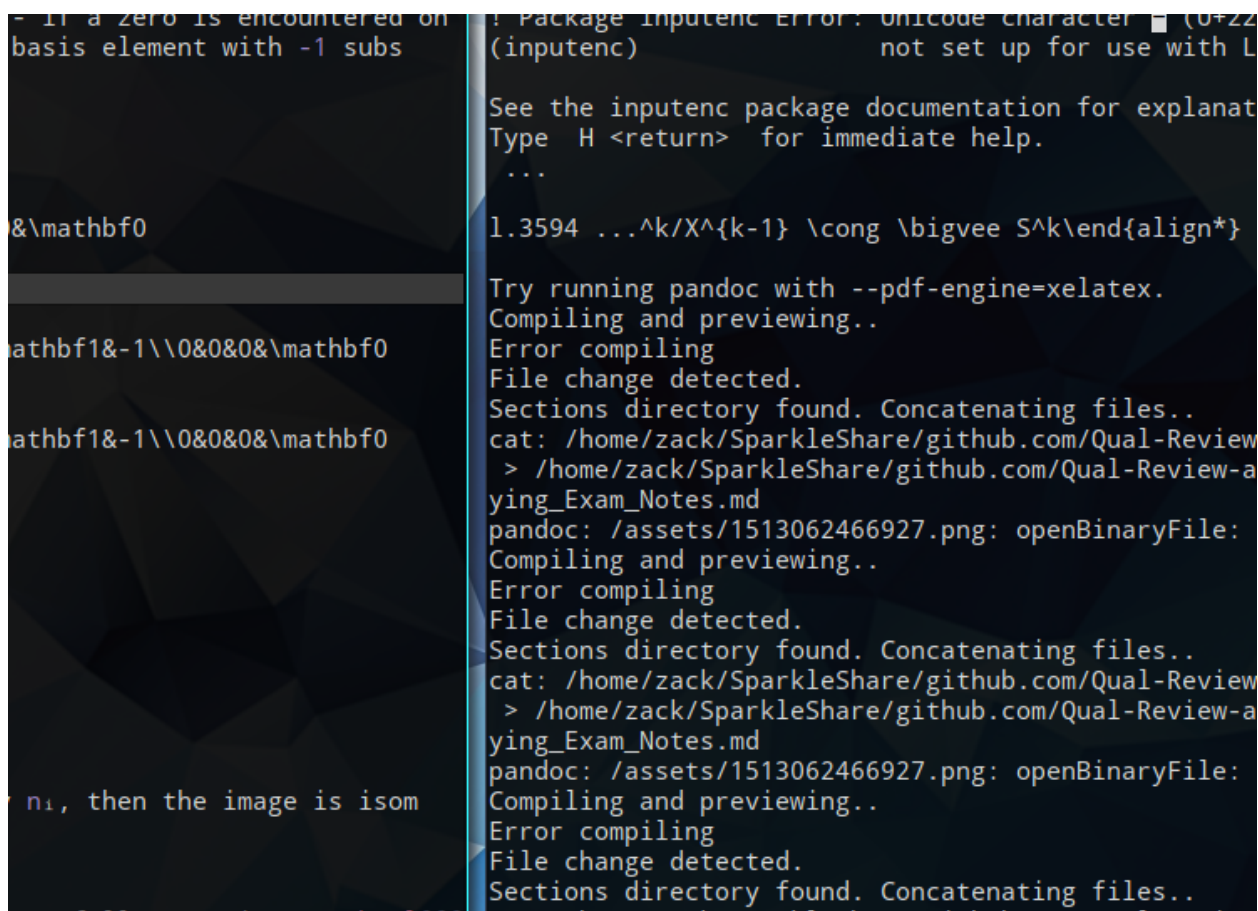 - if a zero is encountered on
basis element with -1 subs
&\mathbf0
athbf1&-1\\0&0&0&\mathbf0
athbf1&-1\\0&0&0&\mathbf0
n₁, then the image is isom
! Package inputenc Error: Unicode character − (U+22
(inputenc) not set up for use with L
See the inputenc package documentation for explanat
Type H <return> for immediate help.
...
l.3594 ...^k/X^{k-1} \cong \bigvee S^k\end{align*}
Try running pandoc with --pdf-engine=xelatex.
Compiling and previewing..
Error compiling
File change detected.
Sections directory found. Concatenating files..
cat: /home/zack/SparkleShare/github.com/Qual-Review
> /home/zack/SparkleShare/github.com/Qual-Review-a
ying_Exam_Notes.md
pandoc: /assets/1513062466927.png: openBinaryFile:
Compiling and previewing..
Error compiling
File change detected.
Sections directory found. Concatenating files..
cat: /home/zack/SparkleShare/github.com/Qual-Review
> /home/zack/SparkleShare/github.com/Qual-Review-a
ying_Exam_Notes.md
pandoc: /assets/1513062466927.png: openBinaryFile:
Compiling and previewing..
Error compiling
File change detected.
Sections directory found. Concatenating files..